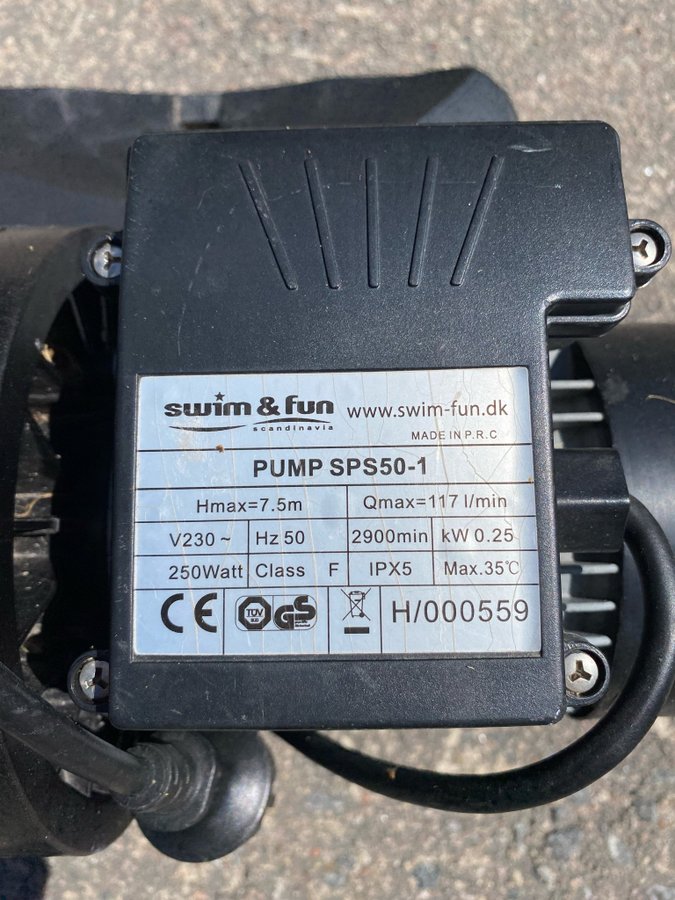 swim & fun www.swim-fun.dk
scandinavia
MADE IN P.R.C
PUMP SPS50-1
Hmax=7.5m Qmax=117 l/min
V230 ~ Hz 50 2900min kW 0.25
250Watt Class F IPX5 Max.35℃
CE TÜV GS H/000559